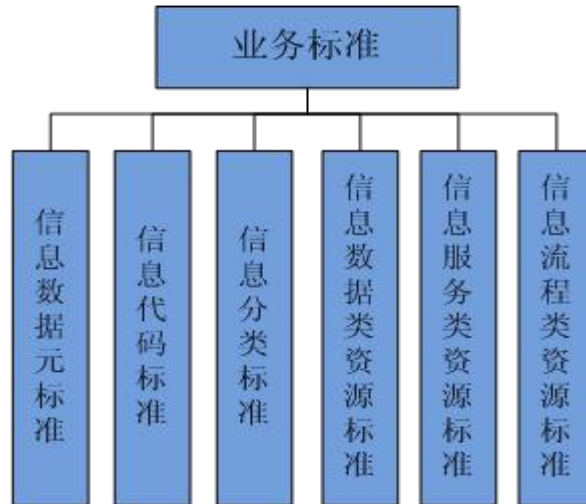 业务标准
信息数据元标准
信息代码标准
信息分类标准
信息数据类资源标准
信息服务类资源标准
信息流程类资源标准